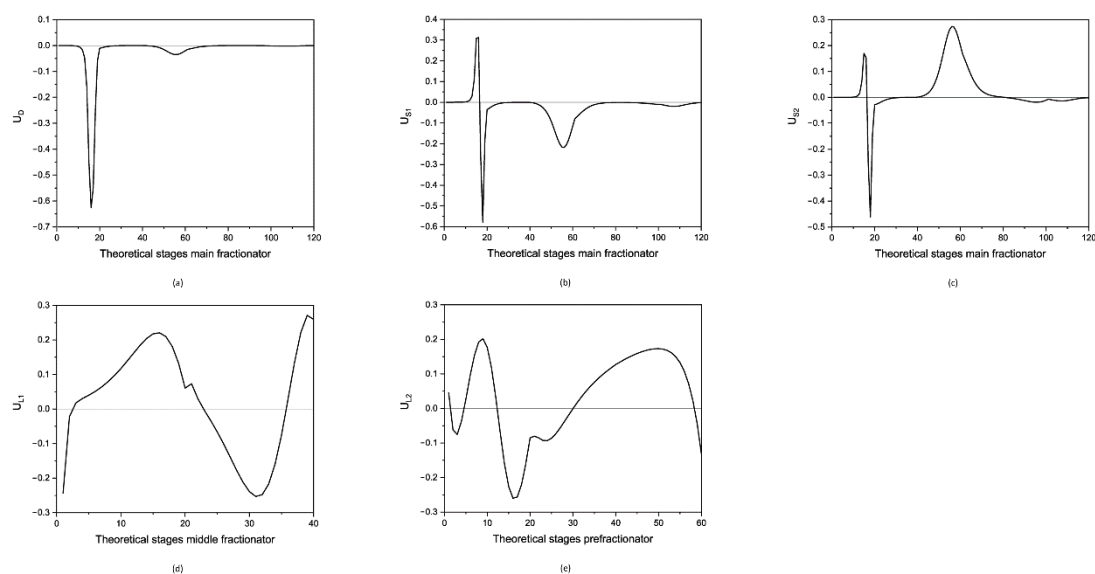 0.1
0.0
−0.1
−0.2
−0.3
−0.4
−0.5
−0.6
−0.7
U_D
0 20 40 60 80 100 120
Theoretical stages main fractionator
(a)
0.4
0.3
0.2
0.1
0.0
−0.1
−0.2
−0.3
−0.4
−0.5
−0.6
U_S1
0 20 40 60 80 100 120
Theoretical stages main fractionator
(b)
0.3
0.2
0.1
0.0
−0.1
−0.2
−0.3
−0.4
−0.5
U_S2
0 20 40 60 80 100 120
Theoretical stages main fractionator
(c)
0.3
0.2
0.1
0.0
−0.1
−0.2
−0.3
U_L1
0 10 20 30 40
Theoretical stages middle fractionator
(d)
0.3
0.2
0.1
0.0
−0.1
−0.2
−0.3
U_L2
0 10 20 30 40 50 60
Theoretical stages prefractionator
(e)